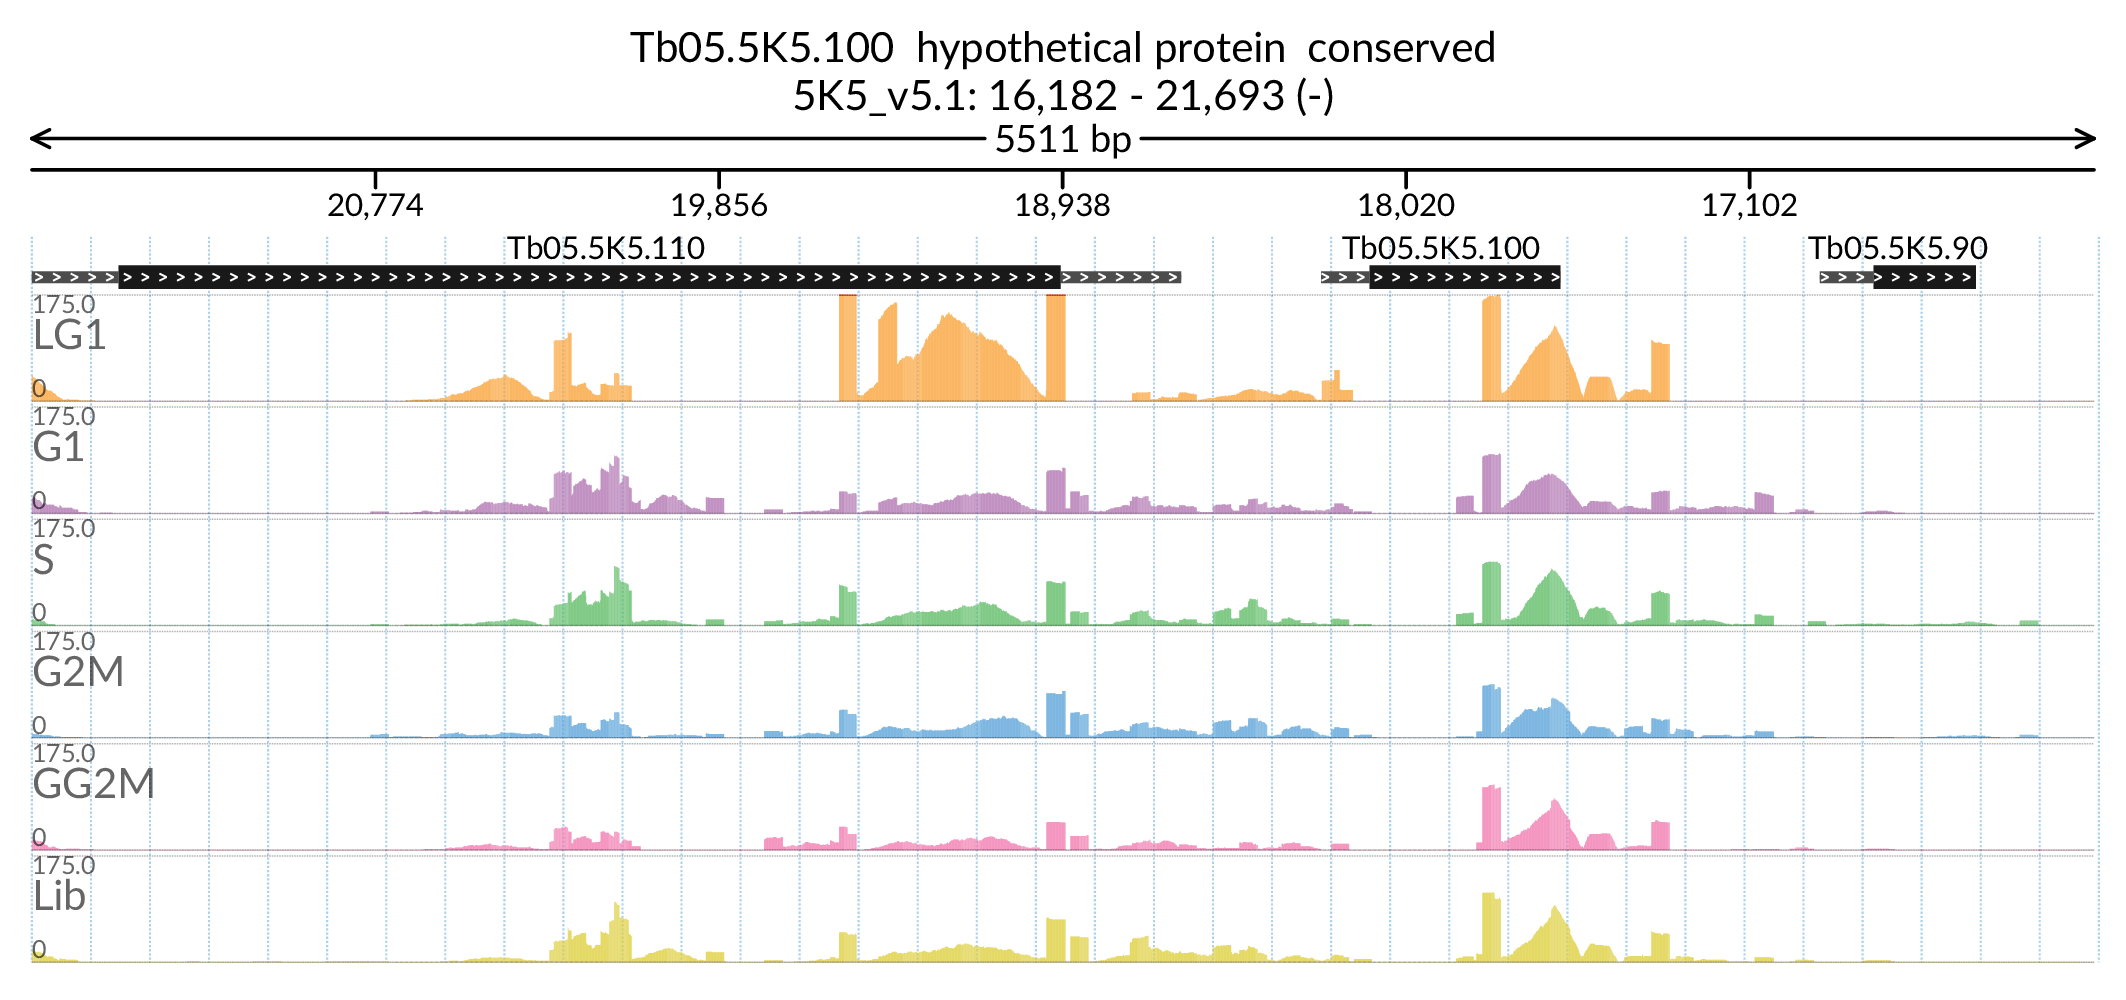 Tb05.5K5.100 hypothetical protein conserved
5K5_v5.1: 16,182 - 21,693 (-)
5511 bp
20,774 19,856 18,938 18,020 17,102
Tb05.5K5.110 Tb05.5K5.100 Tb05.5K5.90
175.0
LG1
0
175.0
G1
0
175.0
S
0
175.0
G2M
0
175.0
GG2M
0
175.0
Lib
0